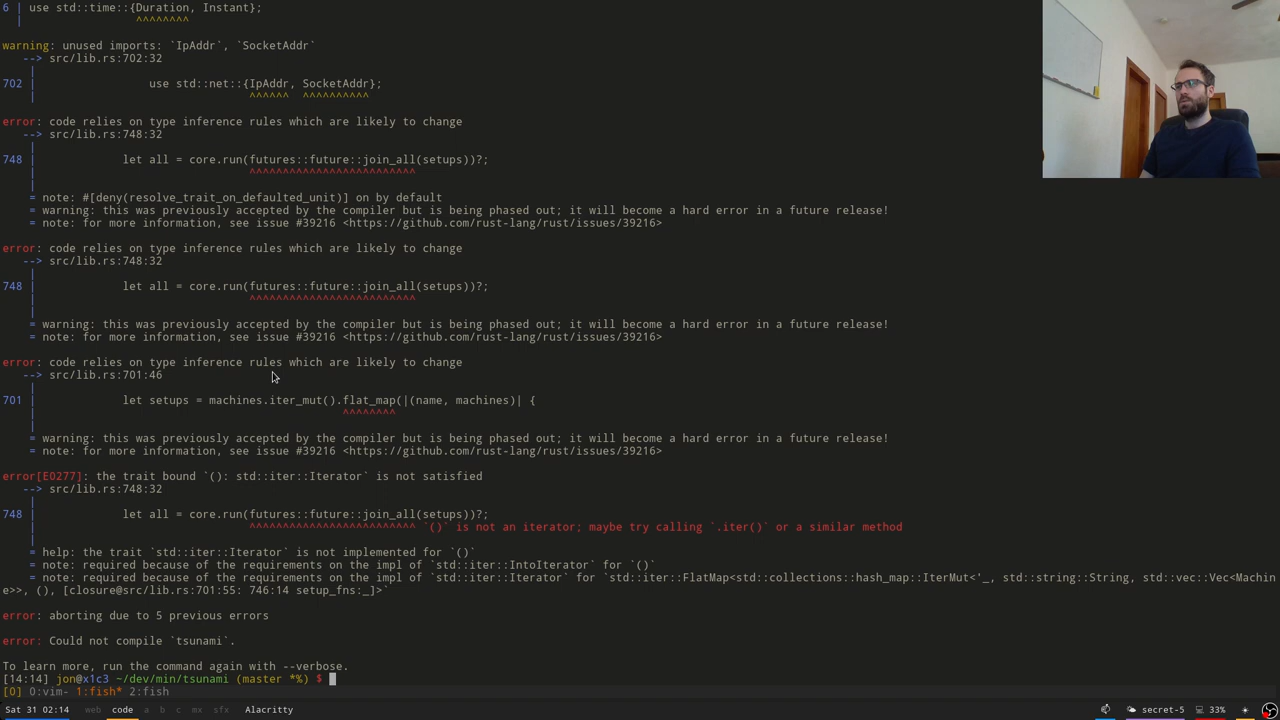 6 | use std::time::{Duration, Instant};
  |                 ^^^^^^^^
warning: unused imports: `IpAddr`, `SocketAddr`
   --> src/lib.rs:702:32
    |
702 |                 use std::net::{IpAddr, SocketAddr};
    |                                ^^^^^^  ^^^^^^^^^^
error: code relies on type inference rules which are likely to change
   --> src/lib.rs:748:32
    |
748 |             let all = core.run(futures::future::join_all(setups))?;
    |                                ^^^^^^^^^^^^^^^^^^^^^^^^^
    |
    = note: #[deny(resolve_trait_on_defaulted_unit)] on by default
    = warning: this was previously accepted by the compiler but is being phased out; it will become a hard error in a future release!
    = note: for more information, see issue #39216 <https://github.com/rust-lang/rust/issues/39216>
error: code relies on type inference rules which are likely to change
   --> src/lib.rs:748:32
    |
748 |             let all = core.run(futures::future::join_all(setups))?;
    |                                ^^^^^^^^^^^^^^^^^^^^^^^^^
    |
    = warning: this was previously accepted by the compiler but is being phased out; it will become a hard error in a future release!
    = note: for more information, see issue #39216 <https://github.com/rust-lang/rust/issues/39216>
error: code relies on type inference rules which are likely to change
   --> src/lib.rs:701:46
    |
701 |             let setups = machines.iter_mut().flat_map(|(name, machines)| {
    |                                              ^^^^^^^^
    |
    = warning: this was previously accepted by the compiler but is being phased out; it will become a hard error in a future release!
    = note: for more information, see issue #39216 <https://github.com/rust-lang/rust/issues/39216>
error[E0277]: the trait bound `(): std::iter::Iterator` is not satisfied
   --> src/lib.rs:748:32
    |
748 |             let all = core.run(futures::future::join_all(setups))?;
    |                                ^^^^^^^^^^^^^^^^^^^^^^^^^ `()` is not an iterator; maybe try calling `.iter()` or a similar method
    |
    = help: the trait `std::iter::Iterator` is not implemented for `()`
    = note: required because of the requirements on the impl of `std::iter::IntoIterator` for `()`
    = note: required because of the requirements on the impl of `std::iter::Iterator` for `std::iter::FlatMap<std::collections::hash_map::IterMut<'_, std::string::String, std::vec::Vec<Machin
e>>, (), [closure@src/lib.rs:701:55: 746:14 setup_fns:_]>`
error: aborting due to 5 previous errors
error: Could not compile `tsunami`.
To learn more, run the command again with --verbose.
[14:14] jon@x1c3 ~/dev/min/tsunami (master *%) $
[0] 0:vim- 1:fish* 2:fish
Sat 31 02:14 web code a b c mx sfx Alacritty secret-5 33%